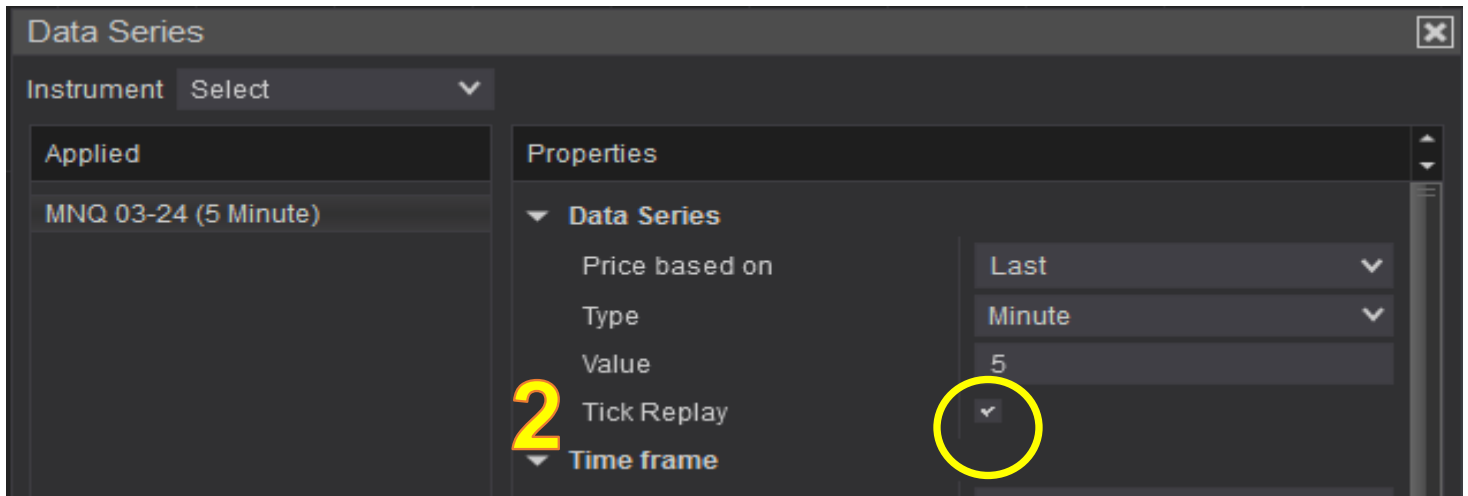 Data Series
Instrument Select
Applied
Properties
MNQ 03-24 (5 Minute)
Data Series
Price based on Last
Type Minute
Value 5
2 Tick Replay
Time frame